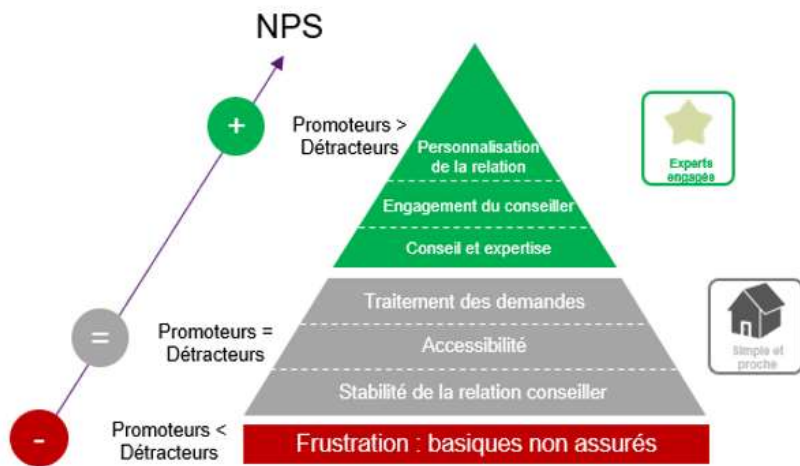 NPS
+
Promoteurs >
Détracteurs
Personnalisation
de la relation
Experts
engagée
Engagement du conseiller
Conseil et expertise
Traitement des demandes
=
Promoteurs =
Détracteurs
Accessibilité
Simple et
proche
Stabilité de la relation conseiller
-
Promoteurs <
Détracteurs
Frustration : basiques non assurés